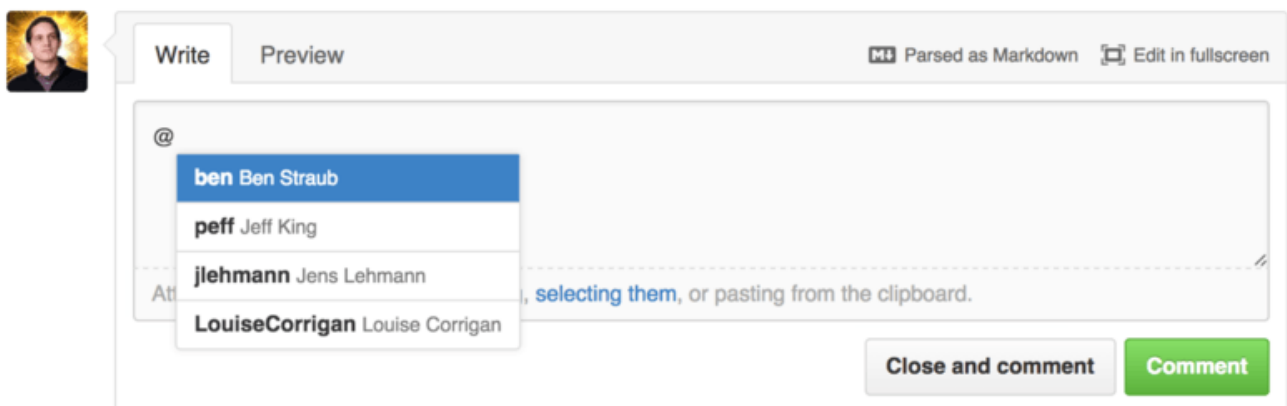 Write Preview Parsed as Markdown Edit in fullscreen
@
ben Ben Straub
peff Jeff King
jlehmann Jens Lehmann
selecting them, or pasting from the clipboard.
LouiseCorrigan Louise Corrigan
Close and comment Comment